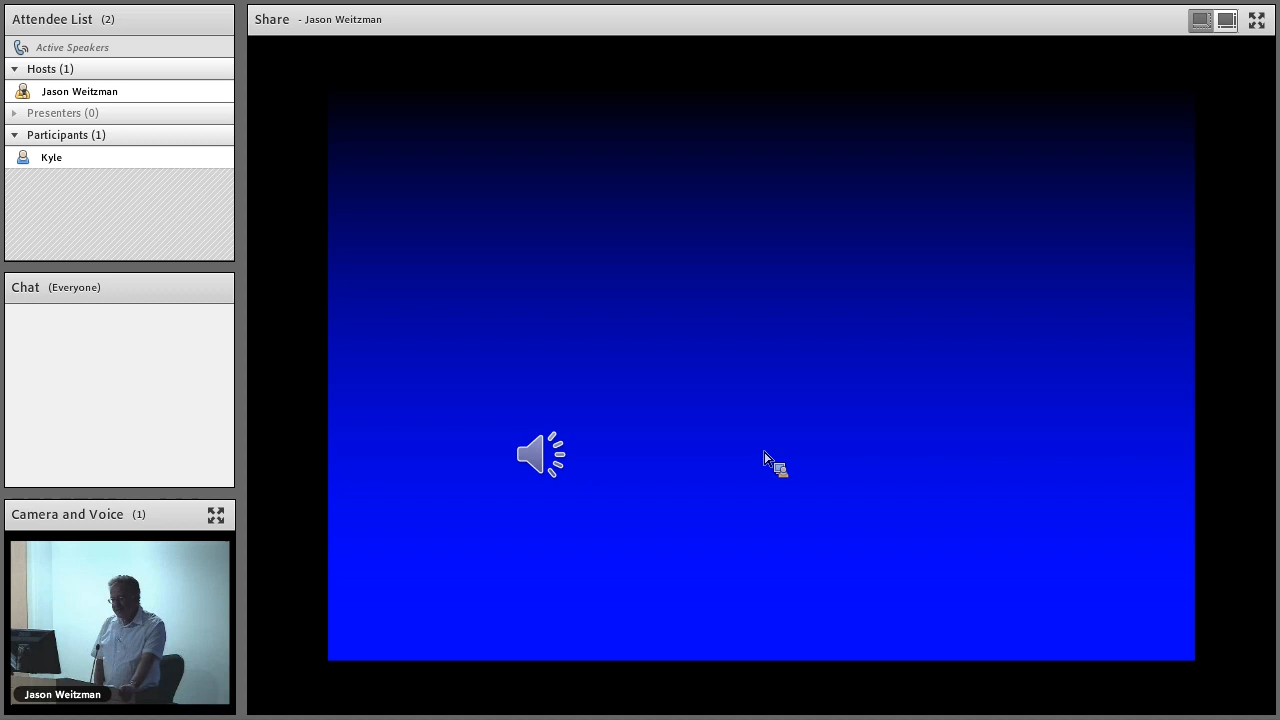 Attendee List (2)
Active Speakers
Hosts (1)
Jason Weitzman
Presenters (0)
Participants (1)
Kyle
Chat (Everyone)
Camera and Voice (1)
Jason Weitzman
Share - Jason Weitzman